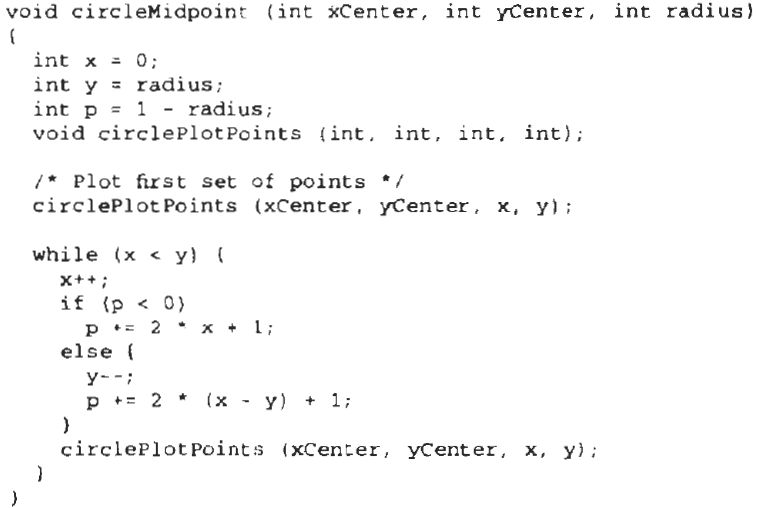 void circleMidpoint (int xCenter, int yCenter, int radius)
{
  int x = 0;
  int y = radius;
  int p = 1 - radius;
  void circlePlotPoints (int, int, int, int);

  /* Plot first set of points */
  circlePlotPoints (xCenter, yCenter, x, y);

  while (x < y) {
    x++;
    if (p < 0)
      p += 2 * x + 1;
    else {
      y--;
      p += 2 * (x - y) + 1;
    }
    circlePlotPoints (xCenter, yCenter, x, y);
  }
}